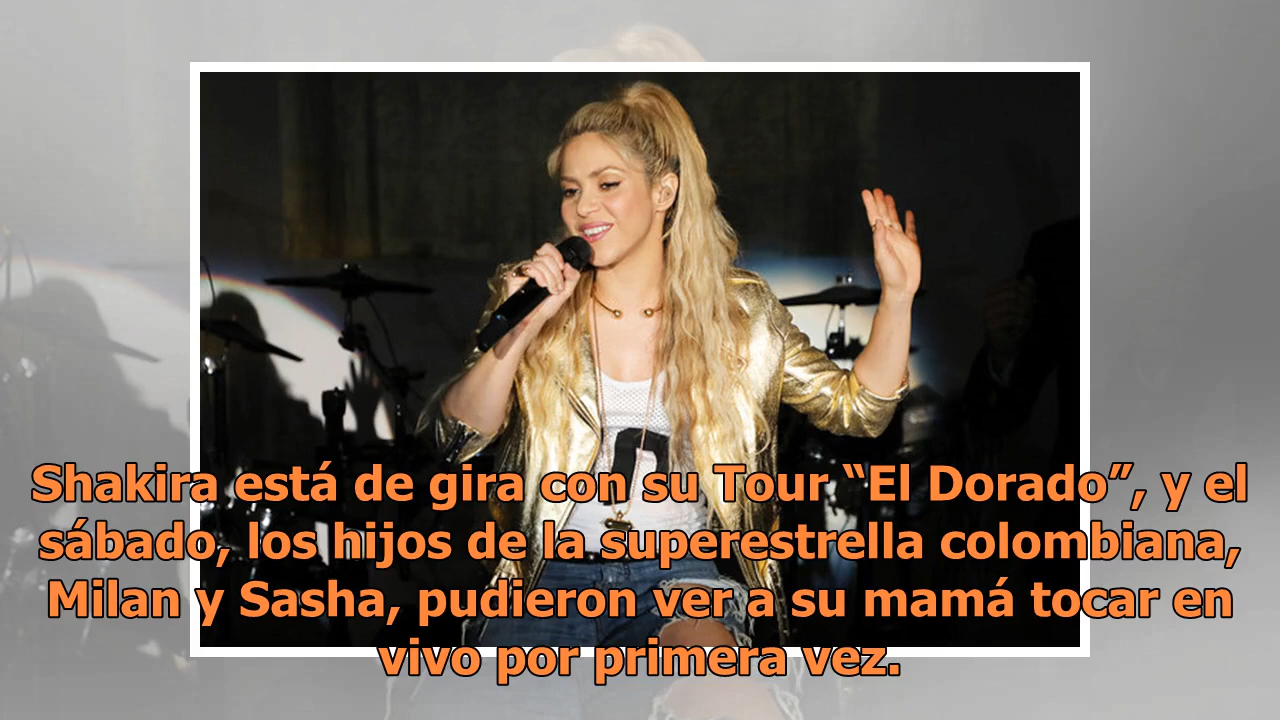 Shakira está de gira con su Tour “El Dorado”, y el
sábado, los hijos de la superestrella colombiana,
Milan y Sasha, pudieron ver a su mamá tocar en
vivo por primera vez.